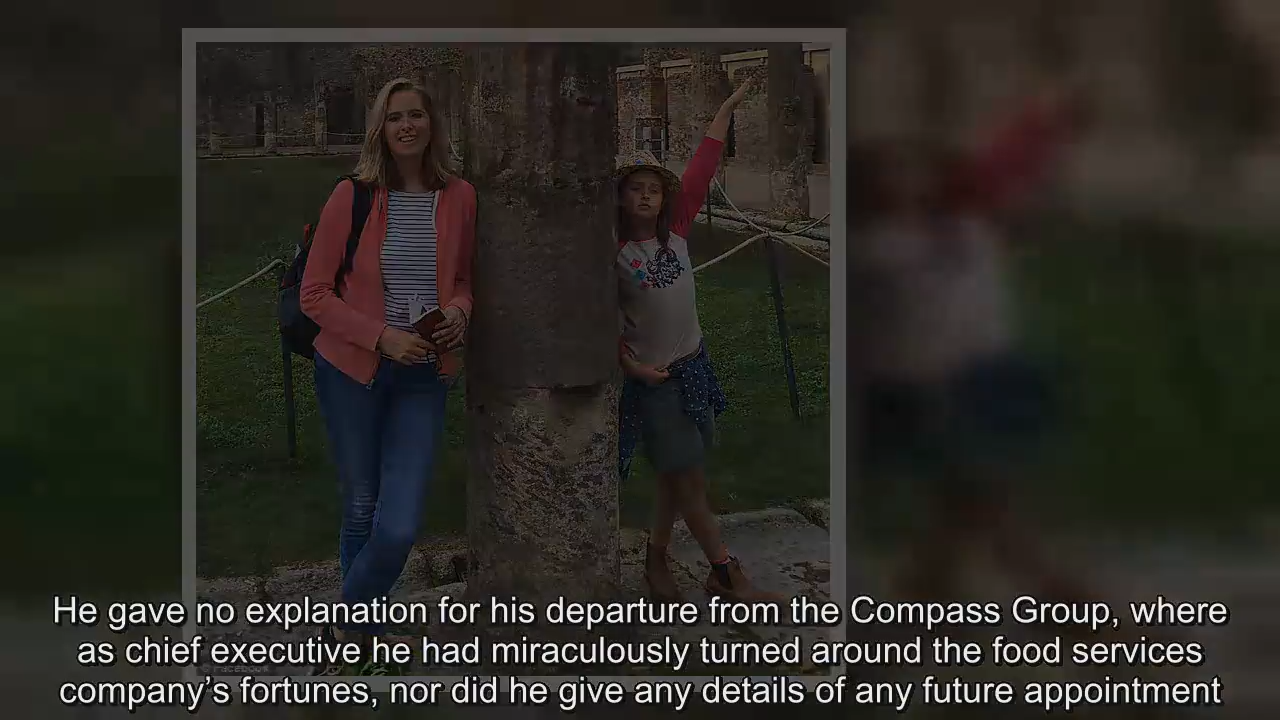 He gave no explanation for his departure from the Compass Group, where
as chief executive he had miraculously turned around the food services
company’s fortunes, nor did he give any details of any future appointment